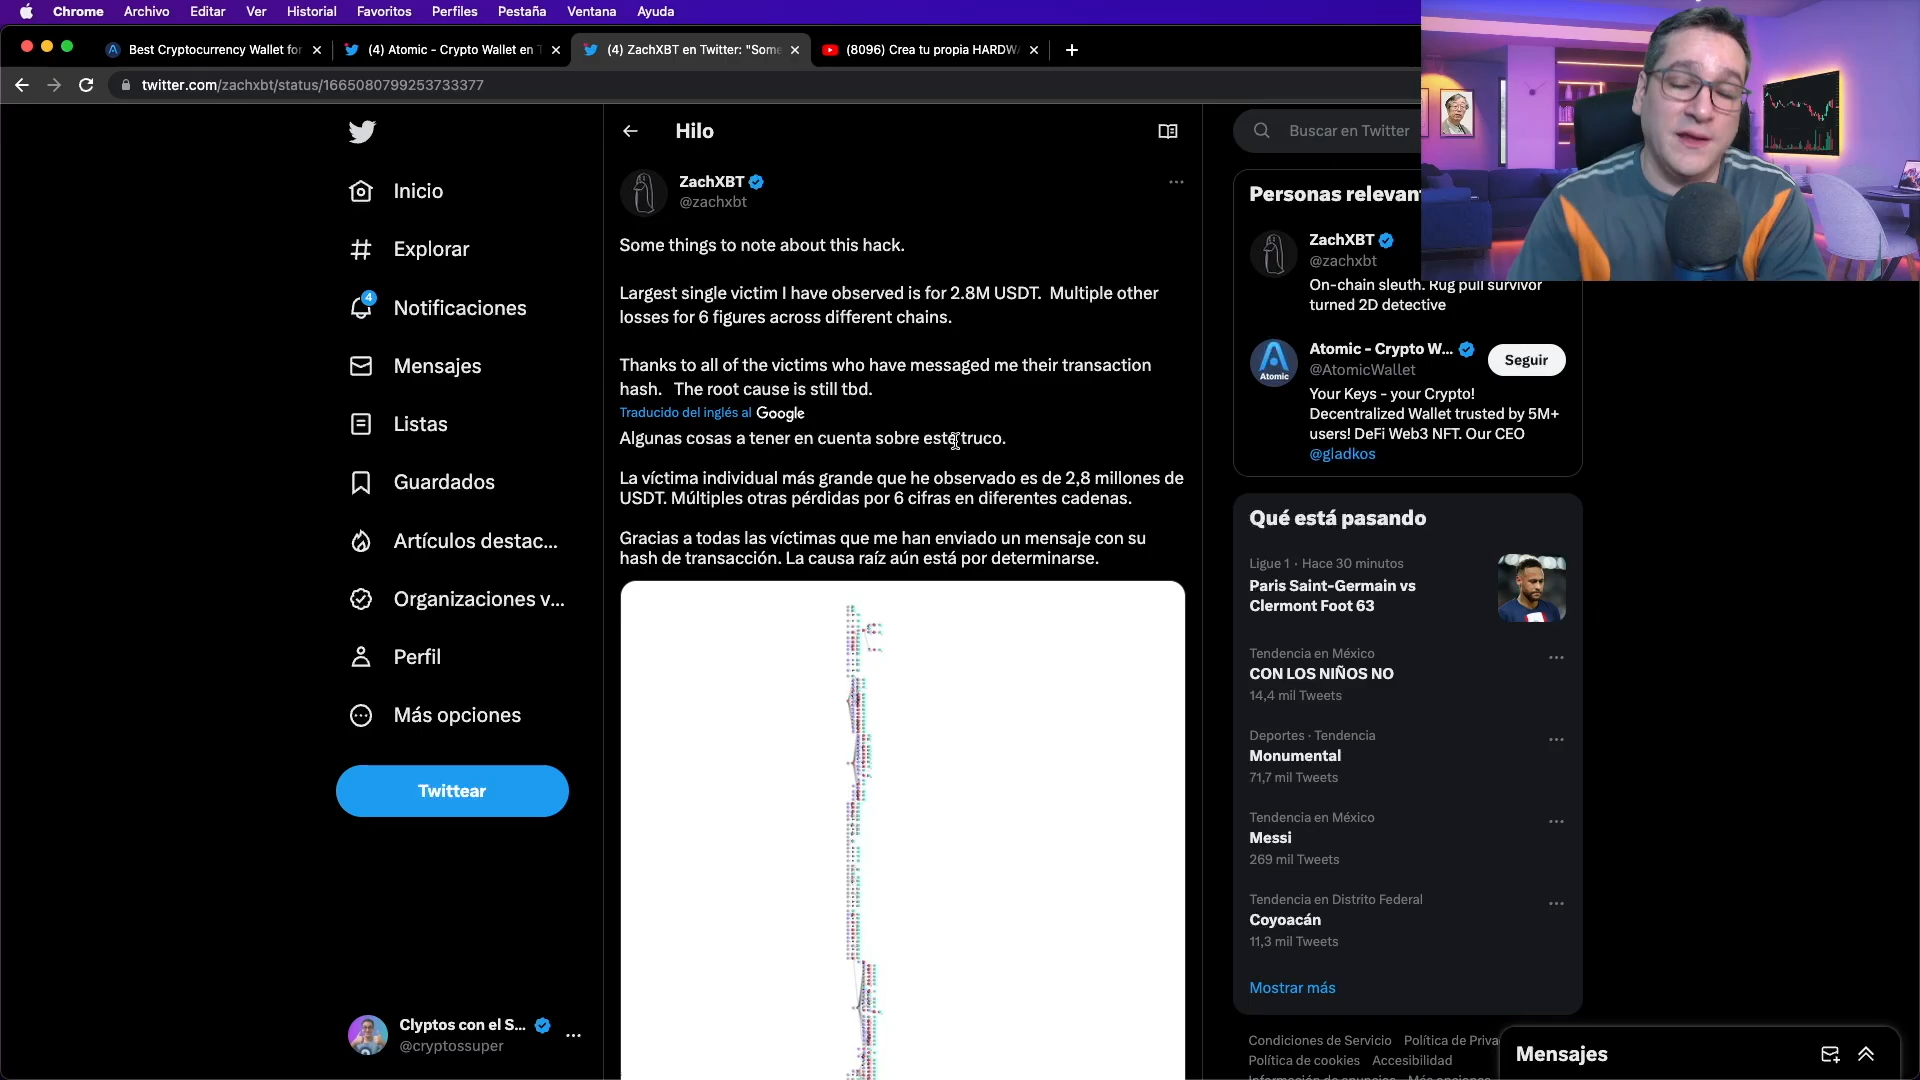 Chrome Archivo Editar Ver Historial Favoritos Perfiles Pestaña Ventana Ayuda
Best Cryptocurrency Wallet for
(4) Atomic - Crypto Wallet en
(4) ZachXBT en Twitter: "Some
(8096) Crea tu propia HARDW
twitter.com/zachxbt/status/1665080799253733377
Inicio
Explorar
4
Notificaciones
Mensajes
Listas
Guardados
Artículos destac...
Organizaciones v...
Perfil
Más opciones
Twittear
Clyptos con el S...
@cryptossuper
Hilo
ZachXBT
@zachxbt
Some things to note about this hack.
Largest single victim I have observed is for 2.8M USDT. Multiple other
losses for 6 figures across different chains.
Thanks to all of the victims who have messaged me their transaction
hash. The root cause is still tbd.
Traducido del inglés al Google
Algunas cosas a tener en cuenta sobre este truco.
La víctima individual más grande que he observado es de 2,8 millones de
USDT. Múltiples otras pérdidas por 6 cifras en diferentes cadenas.
Gracias a todas las víctimas que me han enviado un mensaje con su
hash de transacción. La causa raíz aún está por determinarse.
Buscar en Twitter
Personas relevan
ZachXBT
@zachxbt
On-chain sleuth. Rug pull survivor
turned 2D detective
Atomic
Atomic - Crypto W...
@AtomicWallet
Seguir
Your Keys - your Crypto!
Decentralized Wallet trusted by 5M+
users! DeFi Web3 NFT. Our CEO
@gladkos
Qué está pasando
Ligue 1 · Hace 30 minutos
Paris Saint-Germain vs
Clermont Foot 63
Tendencia en México
CON LOS NIÑOS NO
14,4 mil Tweets
Deportes · Tendencia
Monumental
71,7 mil Tweets
Tendencia en México
Messi
269 mil Tweets
Tendencia en Distrito Federal
Coyoacán
11,3 mil Tweets
Mostrar más
Condiciones de Servicio Política de Priva
Política de cookies Accesibilidad
Mensajes